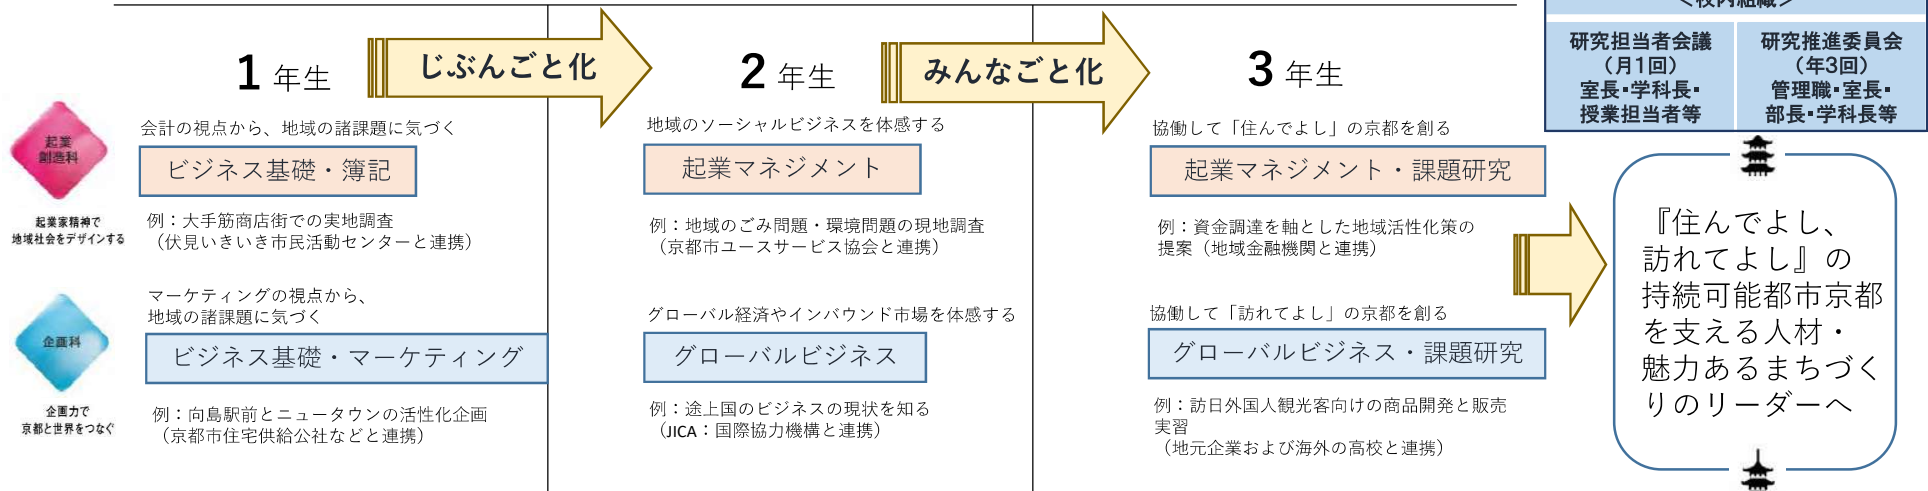 <校内組織>
研究担当者会議
（月1回）
室長・学科長・
授業担当者等
研究推進委員会
（年3回）
管理職・室長・
部長・学科長等
1 年生
じぶんごと化
2 年生
みんなごと化
3 年生
起業
創造科
起業家精神で
地域社会をデザインする
会計の視点から、地域の諸課題に気づく
ビジネス基礎・簿記
例：大手筋商店街での実地調査
（伏見いきいき市民活動センターと連携）
地域のソーシャルビジネスを体感する
起業マネジメント
例：地域のごみ問題・環境問題の現地調査
（京都市ユースサービス協会と連携）
協働して「住んでよし」の京都を創る
起業マネジメント・課題研究
例：資金調達を軸とした地域活性化策の
提案（地域金融機関と連携）
企画科
企画力で
京都と世界をつなぐ
マーケティングの視点から、
地域の諸課題に気づく
ビジネス基礎・マーケティング
例：向島駅前とニュータウンの活性化企画
（京都市住宅供給公社などと連携）
グローバル経済やインバウンド市場を体感する
グローバルビジネス
例：途上国のビジネスの現状を知る
（JICA：国際協力機構と連携）
協働して「訪れてよし」の京都を創る
グローバルビジネス・課題研究
例：訪日外国人観光客向けの商品開発と販売
実習
（地元企業および海外の高校と連携）
『住んでよし、
訪れてよし』の
持続可能都市京都
を支える人材・
魅力あるまちづく
りのリーダーへ